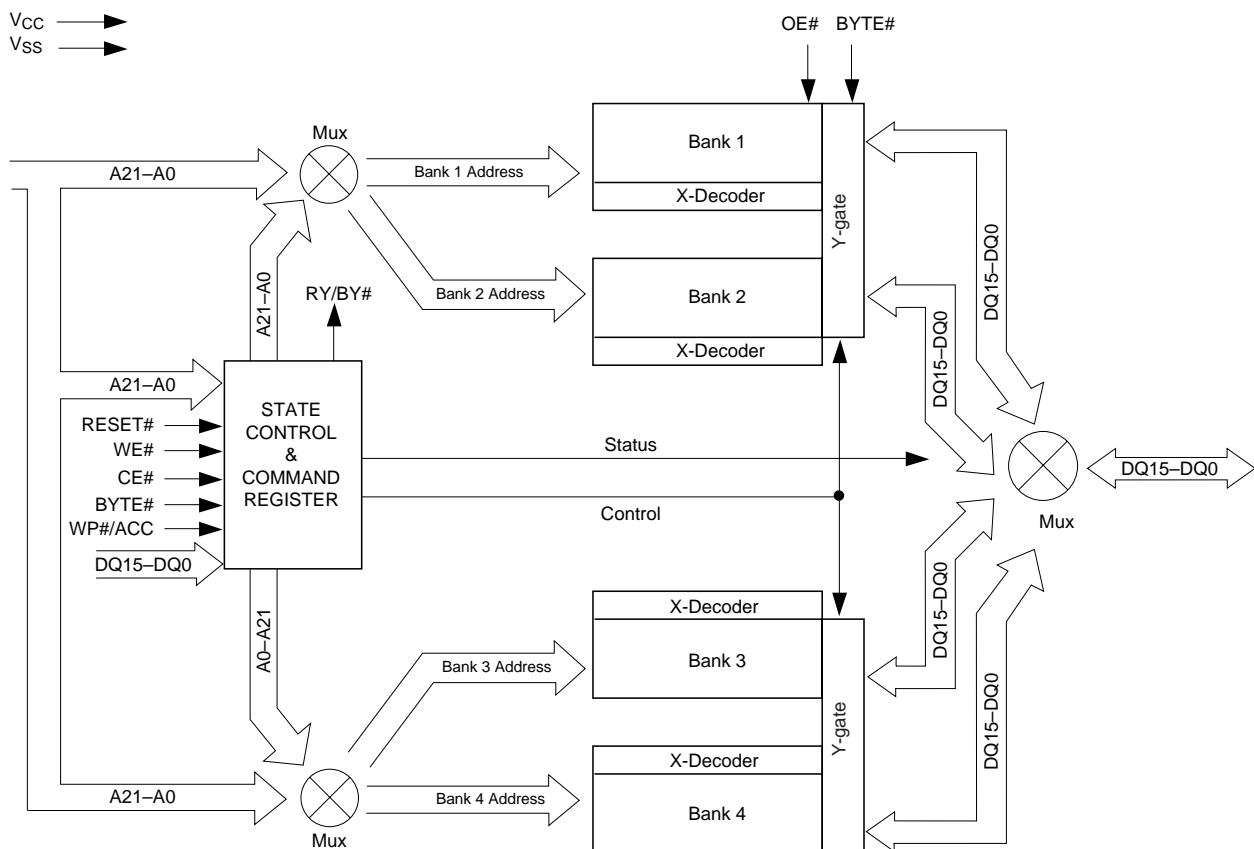 VCC
VSS
OE#
BYTE#
Mux
Bank 1
A21–A0
Bank 1 Address
X-Decoder
Y-gate
DQ15–DQ0
A21–A0
RY/BY#
Bank 2 Address
Bank 2
X-Decoder
DQ15–DQ0
A21–A0
RESET#
WE#
CE#
BYTE#
WP#/ACC
DQ15–DQ0
STATE
CONTROL
&
COMMAND
REGISTER
Status
Control
DQ15–DQ0
Mux
A0–A21
X-Decoder
Bank 3
Bank 3 Address
Y-gate
DQ15–DQ0
DQ15–DQ0
X-Decoder
Bank 4
Bank 4 Address
A21–A0
Mux